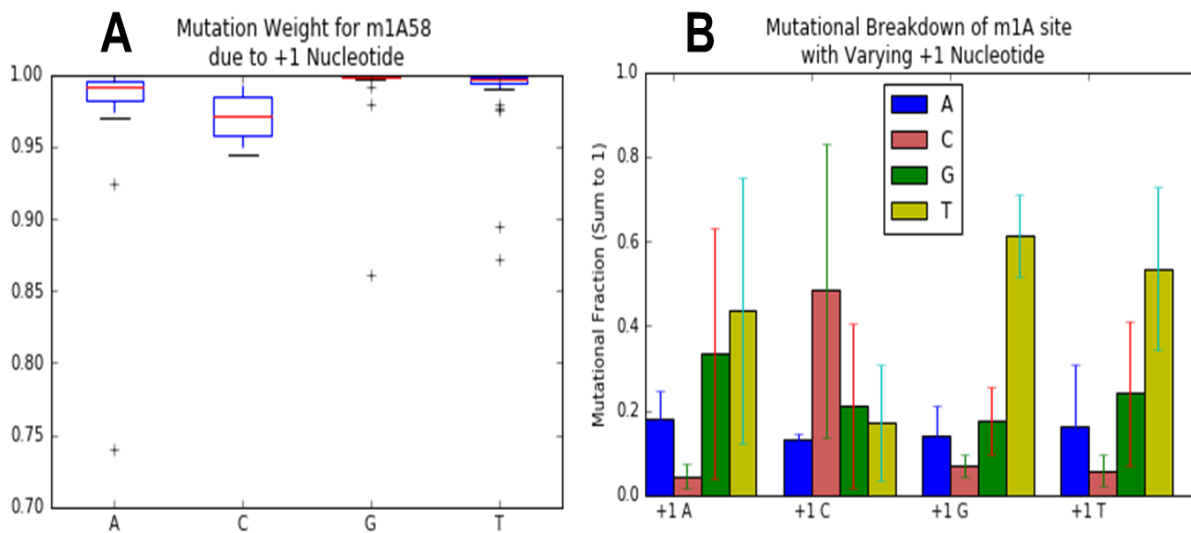 A
Mutation Weight for m1A58
due to +1 Nucleotide
1.00
0.95
0.90
0.85
0.80
0.75
0.70
A C G T
B
Mutational Breakdown of m1A site
with Varying +1 Nucleotide
Mutational Fraction (Sum to 1)
1.0
0.8
0.6
0.4
0.2
0.0
A
C
G
T
+1 A +1 C +1 G +1 T